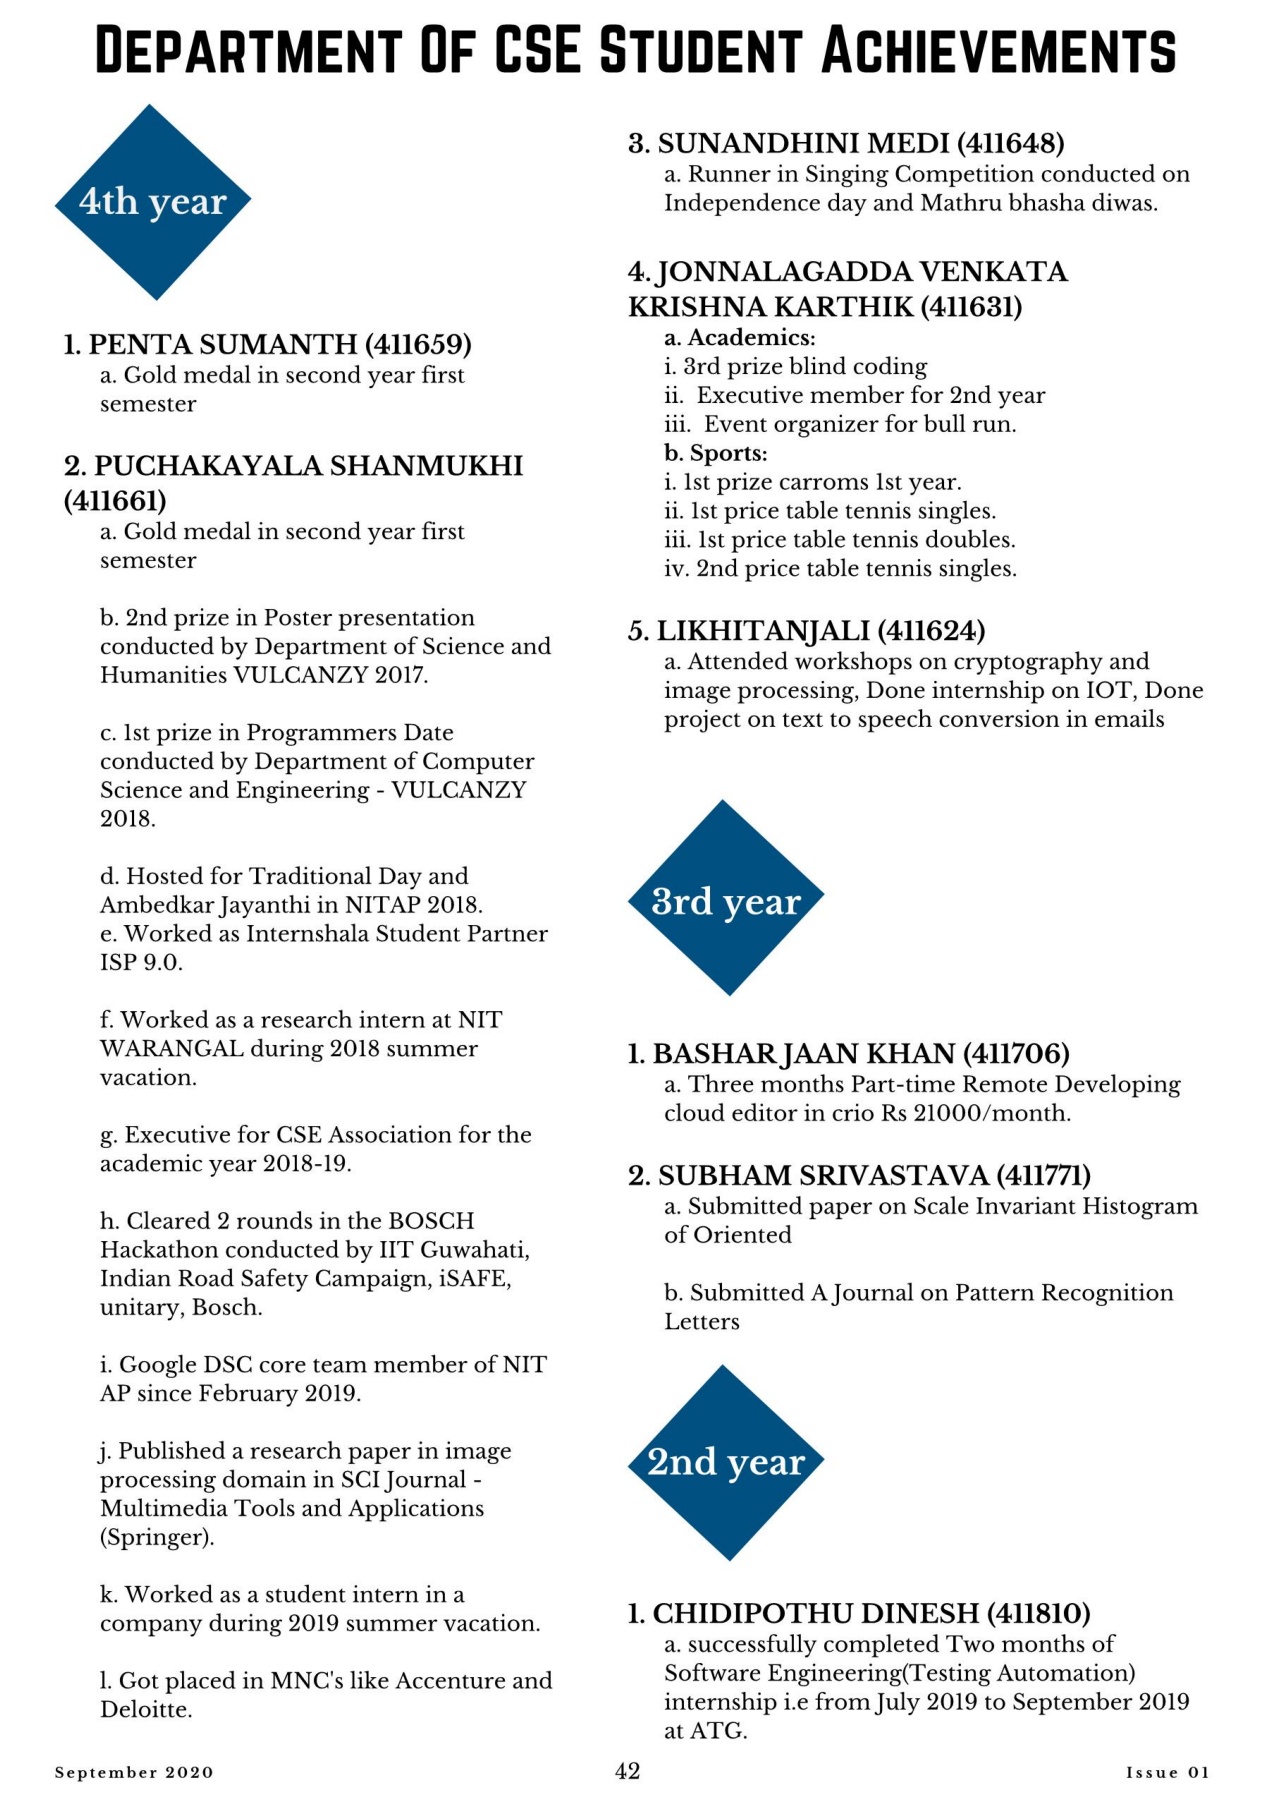 DEPARTMENT OF CSE STUDENT ACHIEVEMENTS
4th year
1. PENTA SUMANTH (411659)
a. Gold medal in second year first
semester
2. PUCHAKAYALA SHANMUKHI
(411661)
a. Gold medal in second year first
semester
b. 2nd prize in Poster presentation
conducted by Department of Science and
Humanities VULCANZY 2017.
c. 1st prize in Programmers Date
conducted by Department of Computer
Science and Engineering - VULCANZY
2018.
d. Hosted for Traditional Day and
Ambedkar Jayanthi in NITAP 2018.
e. Worked as Internshala Student Partner
ISP 9.0.
f. Worked as a research intern at NIT
WARANGAL during 2018 summer
vacation.
g. Executive for CSE Association for the
academic year 2018-19.
h. Cleared 2 rounds in the BOSCH
Hackathon conducted by IIT Guwahati,
Indian Road Safety Campaign, iSAFE,
unitary, Bosch.
i. Google DSC core team member of NIT
AP since February 2019.
j. Published a research paper in image
processing domain in SCI Journal -
Multimedia Tools and Applications
(Springer).
k. Worked as a student intern in a
company during 2019 summer vacation.
l. Got placed in MNC's like Accenture and
Deloitte.
3. SUNANDHINI MEDI (411648)
a. Runner in Singing Competition conducted on
Independence day and Mathru bhasha diwas.
4. JONNALAGADDA VENKATA
KRISHNA KARTHIK (411631)
a. Academics:
i. 3rd prize blind coding
ii. Executive member for 2nd year
iii. Event organizer for bull run.
b. Sports:
i. 1st prize carroms 1st year.
ii. 1st price table tennis singles.
iii. 1st price table tennis doubles.
iv. 2nd price table tennis singles.
5. LIKHITANJALI (411624)
a. Attended workshops on cryptography and
image processing, Done internship on IOT, Done
project on text to speech conversion in emails
3rd year
1. BASHAR JAAN KHAN (411706)
a. Three months Part-time Remote Developing
cloud editor in crio Rs 21000/month.
2. SUBHAM SRIVASTAVA (411771)
a. Submitted paper on Scale Invariant Histogram
of Oriented
b. Submitted A Journal on Pattern Recognition
Letters
2nd year
1. CHIDIPOTHU DINESH (411810)
a. successfully completed Two months of
Software Engineering(Testing Automation)
internship i.e from July 2019 to September 2019
at ATG.
September 2020
42
Issue 01